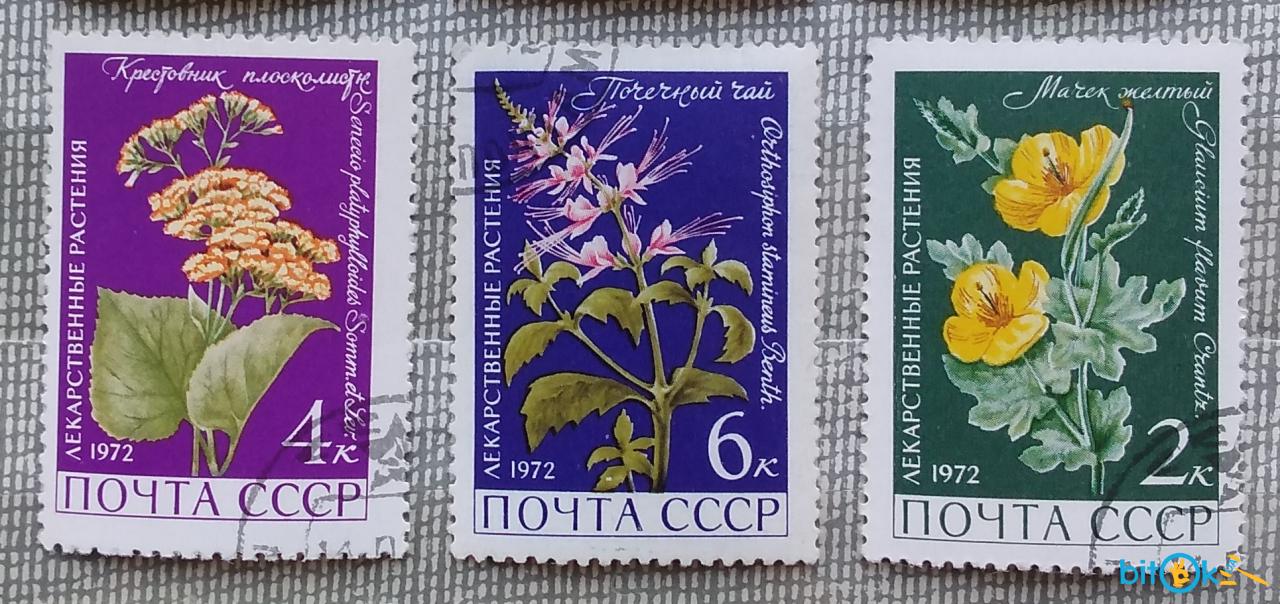 Крестовник плосколистн.
Senecio platyphylloides Somm et Lev.
ЛЕКАРСТВЕННЫЕ РАСТЕНИЯ
1972
4к
ПОЧТА СССР
Почечный чай
Orthosiphon stamineus Benth.
ЛЕКАРСТВЕННЫЕ РАСТЕНИЯ
1972
6к
ПОЧТА СССР
Мачек желтый
Glaucium flavum Crantz.
ЛЕКАРСТВЕННЫЕ РАСТЕНИЯ
1972
2к
ПОЧТА СССР
bitOk